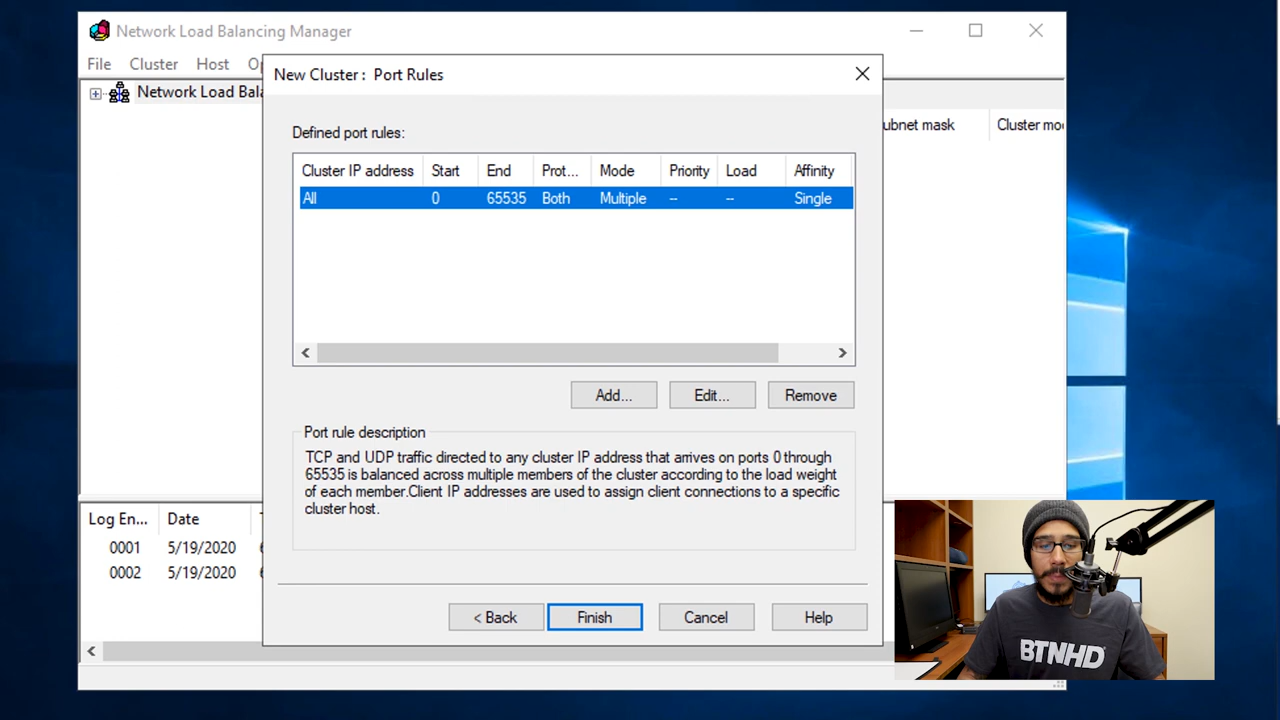 Network Load Balancing Manager
File Cluster Host
New Cluster : Port Rules
Network Load
Defined port rules:
Cluster IP address Start End Prot... Mode Priority Load Affinity
All 0 65535 Both Multiple -- -- Single
ubnet mask Cluster mo
Add... Edit... Remove
Port rule description
TCP and UDP traffic directed to any cluster IP address that arrives on ports 0 through
65535 is balanced across multiple members of the cluster according to the load weight
of each member.Client IP addresses are used to assign client connections to a specific
cluster host.
Log En... Date
0001 5/19/2020
0002 5/19/2020
< Back Finish Cancel Help
BTNHD